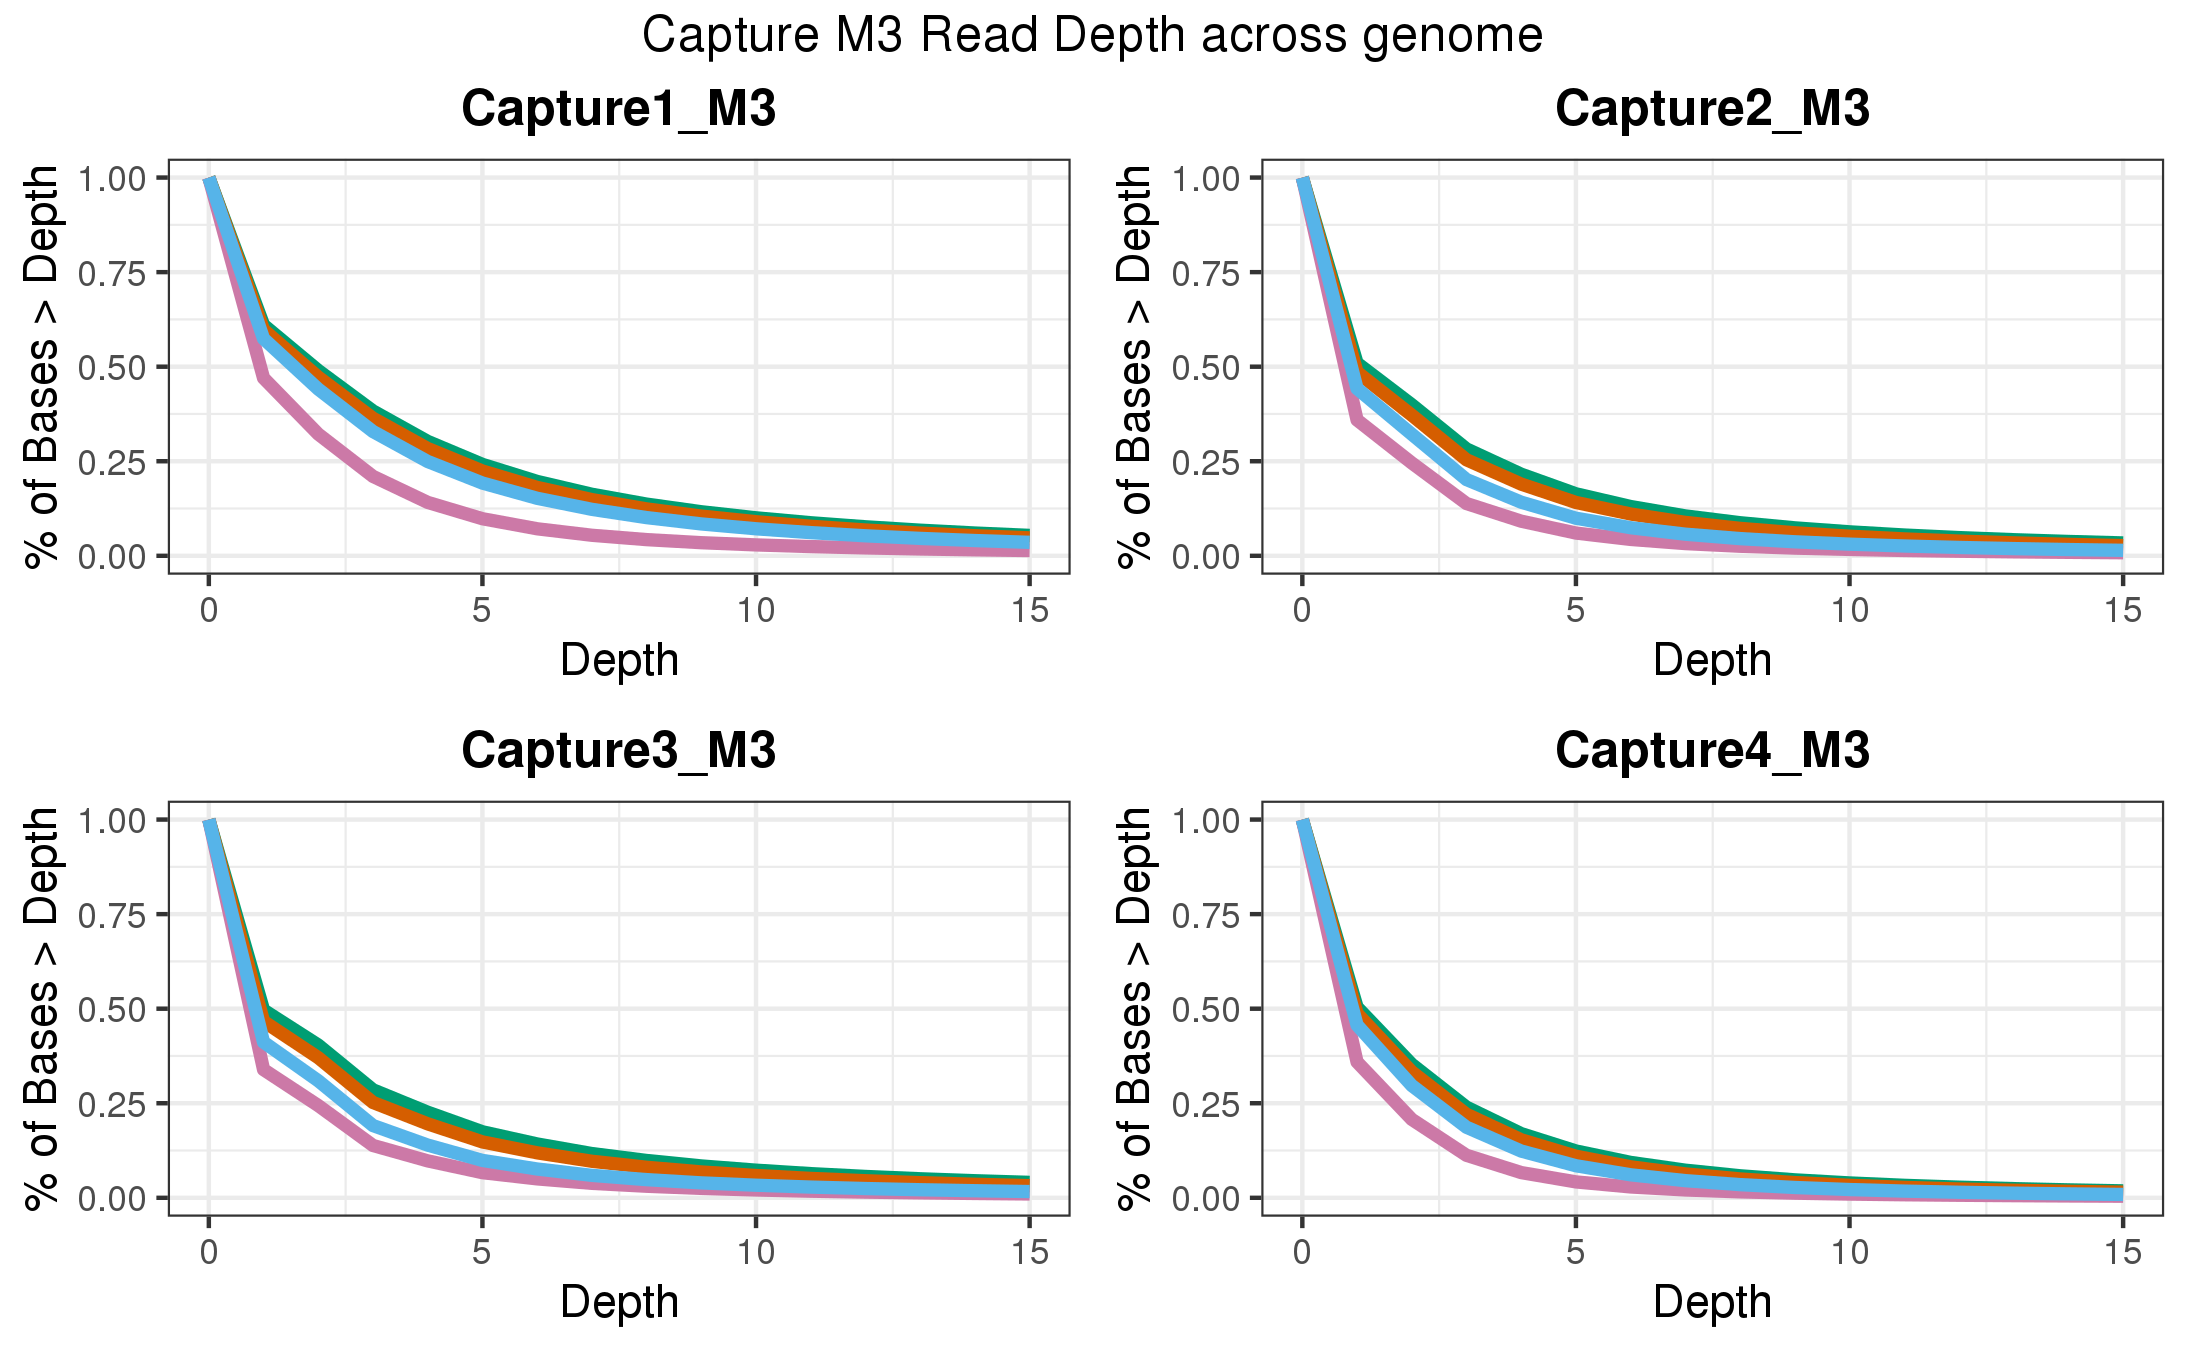 Capture M3 Read Depth across genome
Capture1_M3
% of Bases > Depth
1.00
0.75
0.50
0.25
0.00
0 5 10 15
Depth
Capture2_M3
% of Bases > Depth
1.00
0.75
0.50
0.25
0.00
0 5 10 15
Depth
Capture3_M3
% of Bases > Depth
1.00
0.75
0.50
0.25
0.00
0 5 10 15
Depth
Capture4_M3
% of Bases > Depth
1.00
0.75
0.50
0.25
0.00
0 5 10 15
Depth